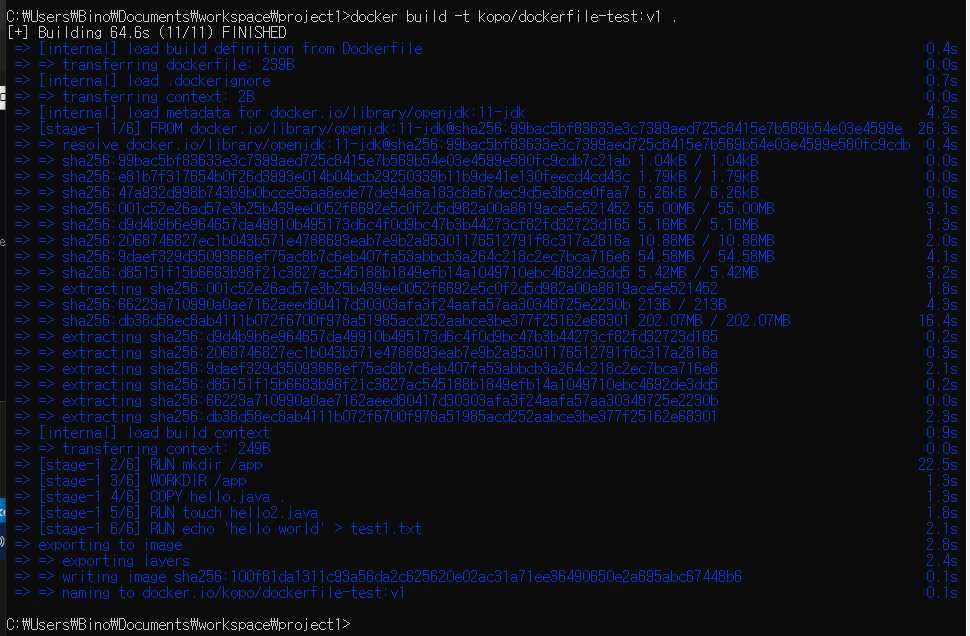 C:₩Users₩Bino₩Documents₩workspace₩project1>docker build -t kopo/dockerfile-test:v1 .
[+] Building 64.6s (11/11) FINISHED
=> [internal] load build definition from Dockerfile 0.4s
=> => transferring dockerfile: 239B 0.0s
=> [internal] load .dockerignore 0.7s
=> => transferring context: 2B 0.0s
=> [internal] load metadata for docker.io/library/openjdk:11-jdk 4.2s
=> [stage-1 1/6] FROM docker.io/library/openjdk:11-jdk@sha256:99bac5bf83633e3c7399aed725c8415e7b569b54e03e4599e 26.3s
=> => resolve docker.io/library/openjdk:11-jdk@sha256:99bac5bf83633e3c7399aed725c8415e7b569b54e03e4599e580fc9cdb 0.4s
=> => sha256:99bac5bf83633e3c7399aed725c8415e7b569b54e03e4599e580fc9cdb7c21ab 1.04kB / 1.04kB 0.0s
=> => sha256:e81b7f317654b0f26d3993e014b04bcb29250339b11b9de41e130feecd4cd43c 1.79kB / 1.79kB 0.0s
=> => sha256:47a932d998b743b9b0bcce55aa8ede77de94a6a183c8a67dec9d5e3b8ce0faa7 6.26kB / 6.26kB 0.0s
=> => sha256:001c52e26ad57e3b25b439ee0052f6692e5c0f2d5d982a00a8819ace5e521452 55.00MB / 55.00MB 3.1s
=> => sha256:d9d4b9b6e964657da49910b495173d6c4f0d9bc47b3b44273cf82fd32723d165 5.16MB / 5.16MB 1.3s
=> => sha256:2068746827ec1b043b571e4788693eab7e9b2a95301176512791f8c317a2816a 10.88MB / 10.88MB 2.0s
=> => sha256:9daef329d35093868ef75ac8b7c6eb407fa53abbcb3a264c218c2ec7bca716e6 54.58MB / 54.58MB 4.1s
=> => sha256:d85151f15b6683b98f21c3827ac545188b1849efb14a1049710ebc4692de3dd5 5.42MB / 5.42MB 3.2s
=> => extracting sha256:001c52e26ad57e3b25b439ee0052f6692e5c0f2d5d982a00a8819ace5e521452 1.8s
=> => sha256:66223a710990a0ae7162aeed80417d30303afa3f24aafa57aa30348725e2230b 213B / 213B 4.3s
=> => sha256:db38d58ec8ab4111b072f6700f978a51985acd252aabce3be377f25162e68301 202.07MB / 202.07MB 16.4s
=> => extracting sha256:d9d4b9b6e964657da49910b495173d6c4f0d9bc47b3b44273cf82fd32723d165 0.2s
=> => extracting sha256:2068746827ec1b043b571e4788693eab7e9b2a95301176512791f8c317a2816a 0.3s
=> => extracting sha256:9daef329d35093868ef75ac8b7c6eb407fa53abbcb3a264c218c2ec7bca716e6 2.1s
=> => extracting sha256:d85151f15b6683b98f21c3827ac545188b1849efb14a1049710ebc4692de3dd5 0.2s
=> => extracting sha256:66223a710990a0ae7162aeed80417d30303afa3f24aafa57aa30348725e2230b 0.0s
=> => extracting sha256:db38d58ec8ab4111b072f6700f978a51985acd252aabce3be377f25162e68301 2.3s
=> [internal] load build context 0.9s
=> => transferring context: 249B 0.0s
=> [stage-1 2/6] RUN mkdir /app 22.5s
=> [stage-1 3/6] WORKDIR /app 1.3s
=> [stage-1 4/6] COPY hello.java . 1.3s
=> [stage-1 5/6] RUN touch hello2.java 1.8s
=> [stage-1 6/6] RUN echo 'hello world' > test1.txt 2.1s
=> exporting to image 2.8s
=> => exporting layers 2.4s
=> => writing image sha256:100f81da1311c93a56da2c625620e02ac31a71ee36490650e2a695abc67448b6 0.1s
=> => naming to docker.io/kopo/dockerfile-test:v1 0.1s
C:₩Users₩Bino₩Documents₩workspace₩project1>